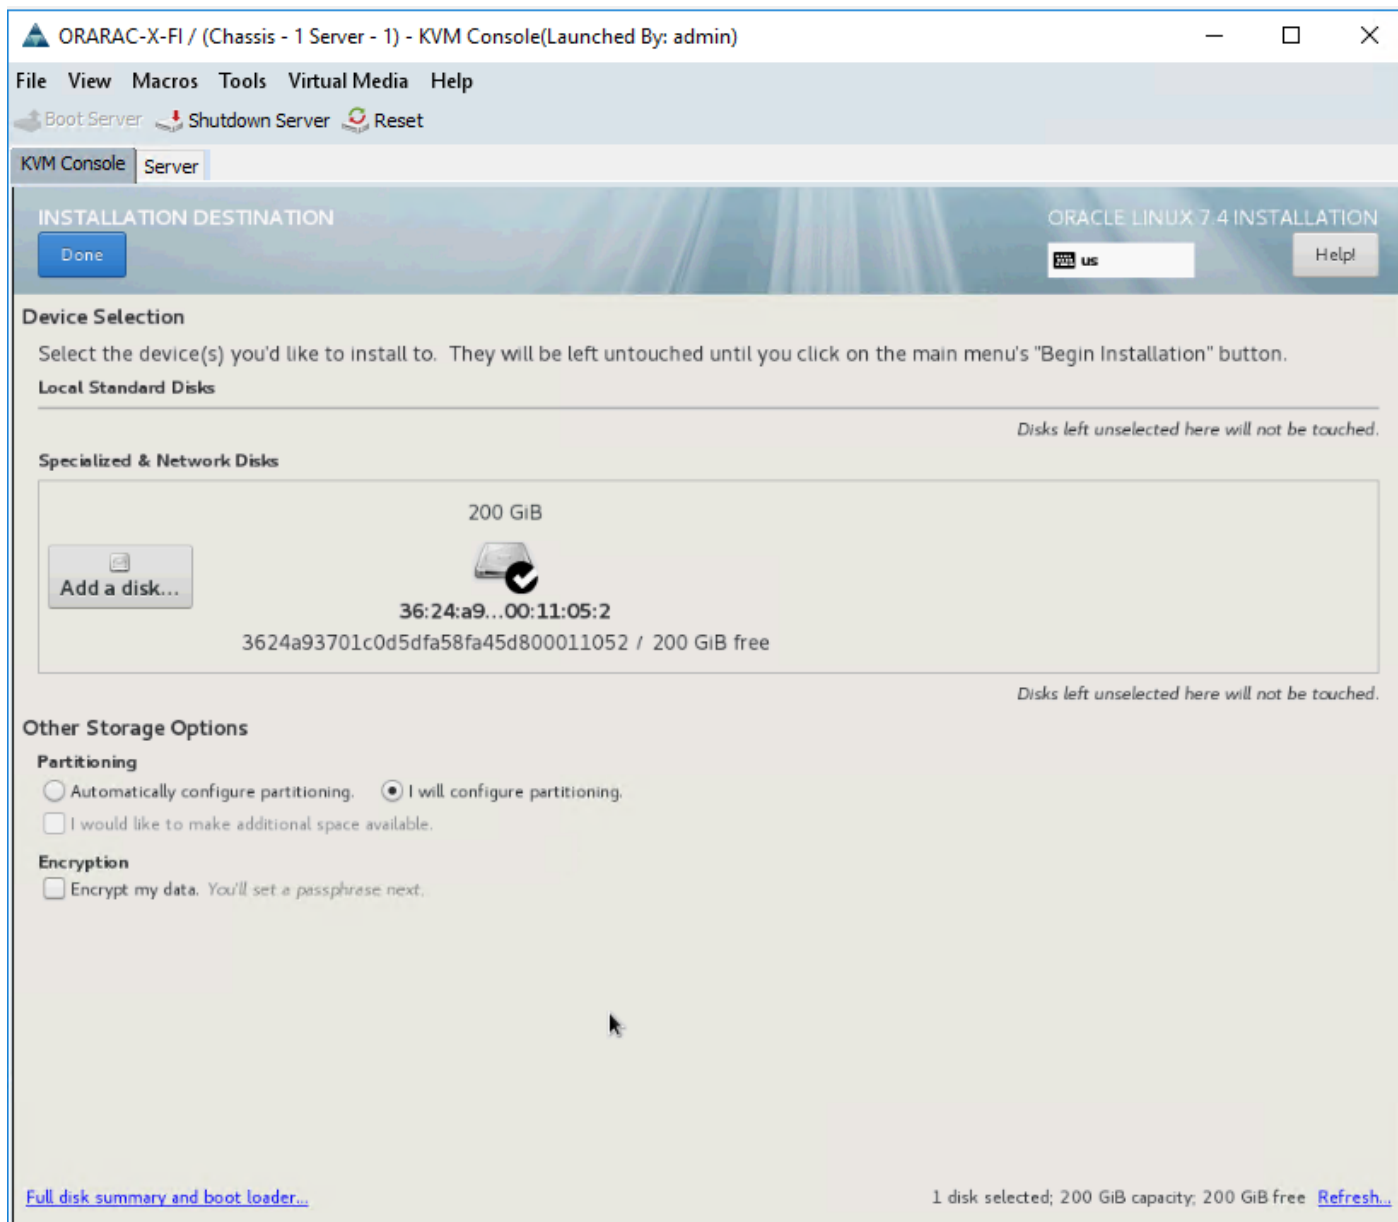 ORARAC-X-FI / (Chassis - 1 Server - 1) - KVM Console(Launched By: admin)
File View Macros Tools Virtual Media Help
Boot Server Shutdown Server Reset
KVM Console Server
INSTALLATION DESTINATION
ORACLE LINUX 7.4 INSTALLATION
Done
us
Help!
Device Selection
Select the device(s) you'd like to install to. They will be left untouched until you click on the main menu's "Begin Installation" button.
Local Standard Disks
Disks left unselected here will not be touched.
Specialized & Network Disks
200 GiB
Add a disk...
36:24:a9...00:11:05:2
3624a93701c0d5dfa58fa45d800011052 / 200 GiB free
Disks left unselected here will not be touched.
Other Storage Options
Partitioning
Automatically configure partitioning. I will configure partitioning.
I would like to make additional space available.
Encryption
Encrypt my data. You'll set a passphrase next.
Full disk summary and boot loader...
1 disk selected; 200 GiB capacity; 200 GiB free Refresh...